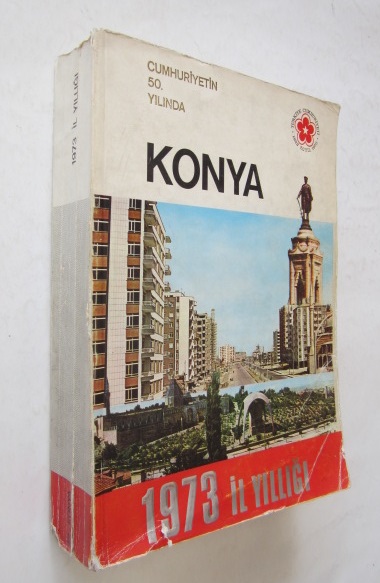 CUMHURİYETİN
50.
YILINDA
KONYA
1973 İL YILLIĞI
1973 İL YILLIĞI